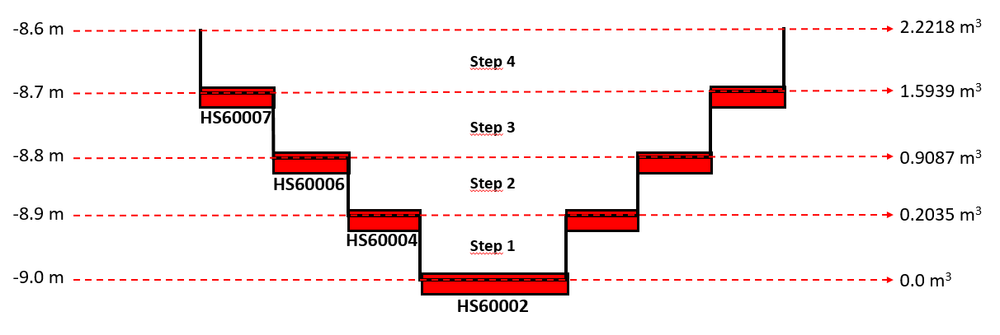 -8.6 m
2.2218 m³
Step 4
-8.7 m
1.5939 m³
HS60007
Step 3
-8.8 m
0.9087 m³
HS60006
Step 2
-8.9 m
0.2035 m³
HS60004
Step 1
-9.0 m
0.0 m³
HS60002